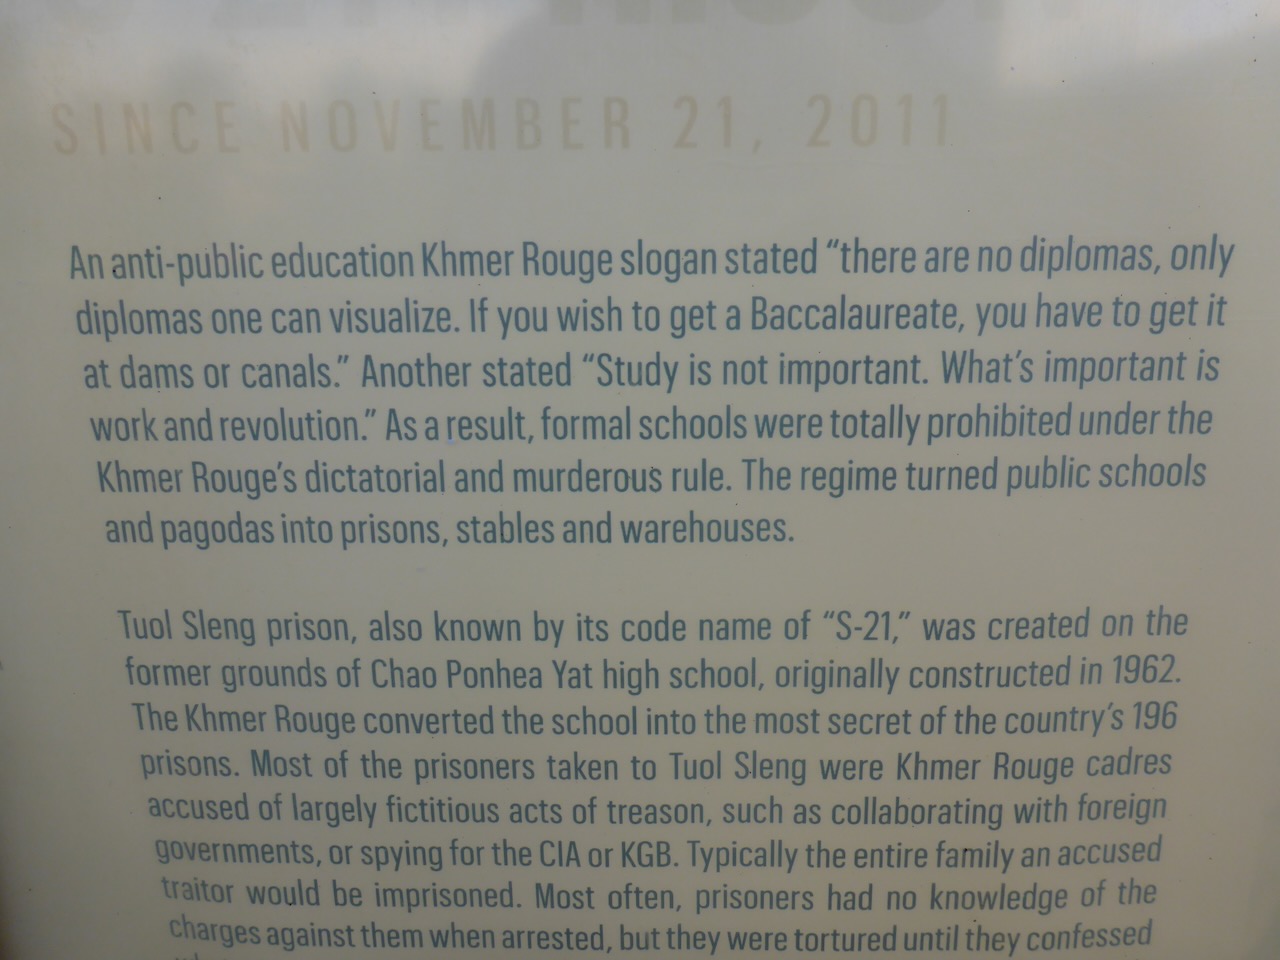 SINCE NOVEMBER 21, 2011
An anti-public education Khmer Rouge slogan stated “there are no diplomas, only
diplomas one can visualize. If you wish to get a Baccalaureate, you have to get it
at dams or canals.” Another stated “Study is not important. What’s important is
work and revolution.” As a result, formal schools were totally prohibited under the
Khmer Rouge’s dictatorial and murderous rule. The regime turned public schools
and pagodas into prisons, stables and warehouses.
Tuol Sleng prison, also known by its code name of “S-21,” was created on the
former grounds of Chao Ponhea Yat high school, originally constructed in 1962.
The Khmer Rouge converted the school into the most secret of the country’s 196
prisons. Most of the prisoners taken to Tuol Sleng were Khmer Rouge cadres
accused of largely fictitious acts of treason, such as collaborating with foreign
governments, or spying for the CIA or KGB. Typically the entire family an accused
traitor would be imprisoned. Most often, prisoners had no knowledge of the
charges against them when arrested, but they were tortured until they confessed